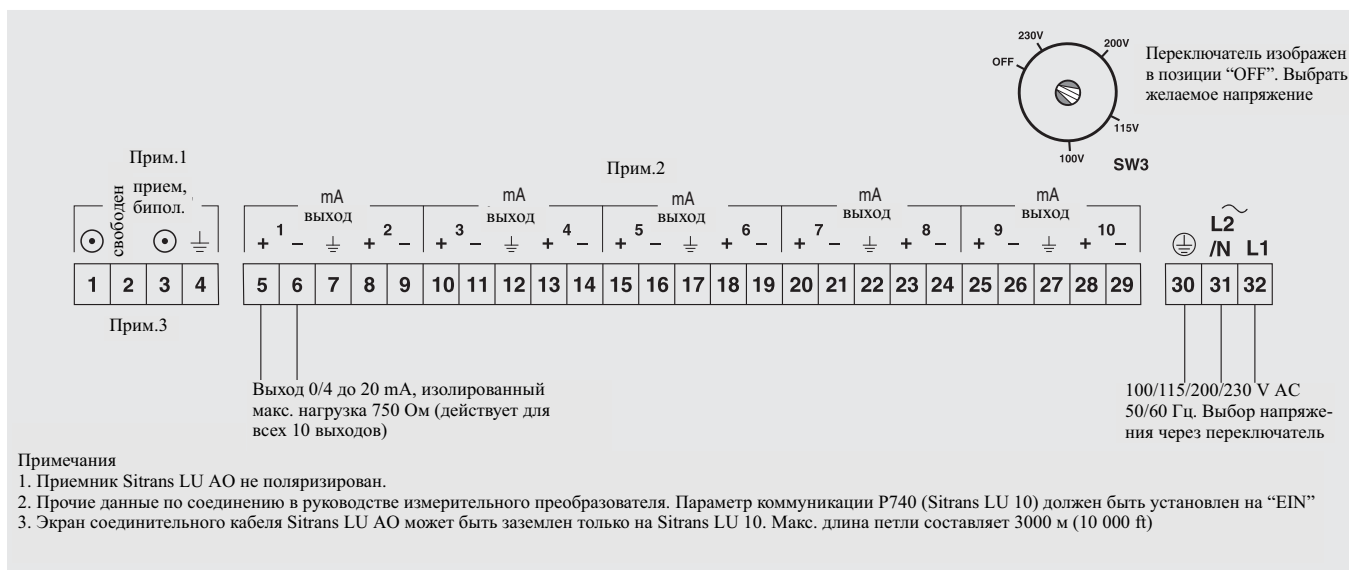 230V
200V
OFF
115V
100V
SW3
Переключатель изображен
в позиции “OFF”. Выбрать
желаемое напряжение
Прим.1
Прим.2
свободен
прием,
бипол.
mA
выход
mA
выход
mA
выход
mA
выход
mA
выход
+ 1 – + 2 – + 3 – + 4 – + 5 – + 6 – + 7 – + 8 – + 9 – + 10 –
L2
/N L1
1 2 3 4 5 6 7 8 9 10 11 12 13 14 15 16 17 18 19 20 21 22 23 24 25 26 27 28 29 30 31 32
Прим.3
Выход 0/4 до 20 mA, изолированный
макс. нагрузка 750 Ом (действует для
всех 10 выходов)
100/115/200/230 V AC
50/60 Гц. Выбор напряже-
ния через переключатель
Примечания
1. Приемник Sitrans LU AO не поляризирован.
2. Прочие данные по соединению в руководстве измерительного преобразователя. Параметр коммуникации P740 (Sitrans LU 10) должен быть установлен на “EIN”
3. Экран соединительного кабеля Sitrans LU AO может быть заземлен только на Sitrans LU 10. Макс. длина петли составляет 3000 м (10 000 ft)